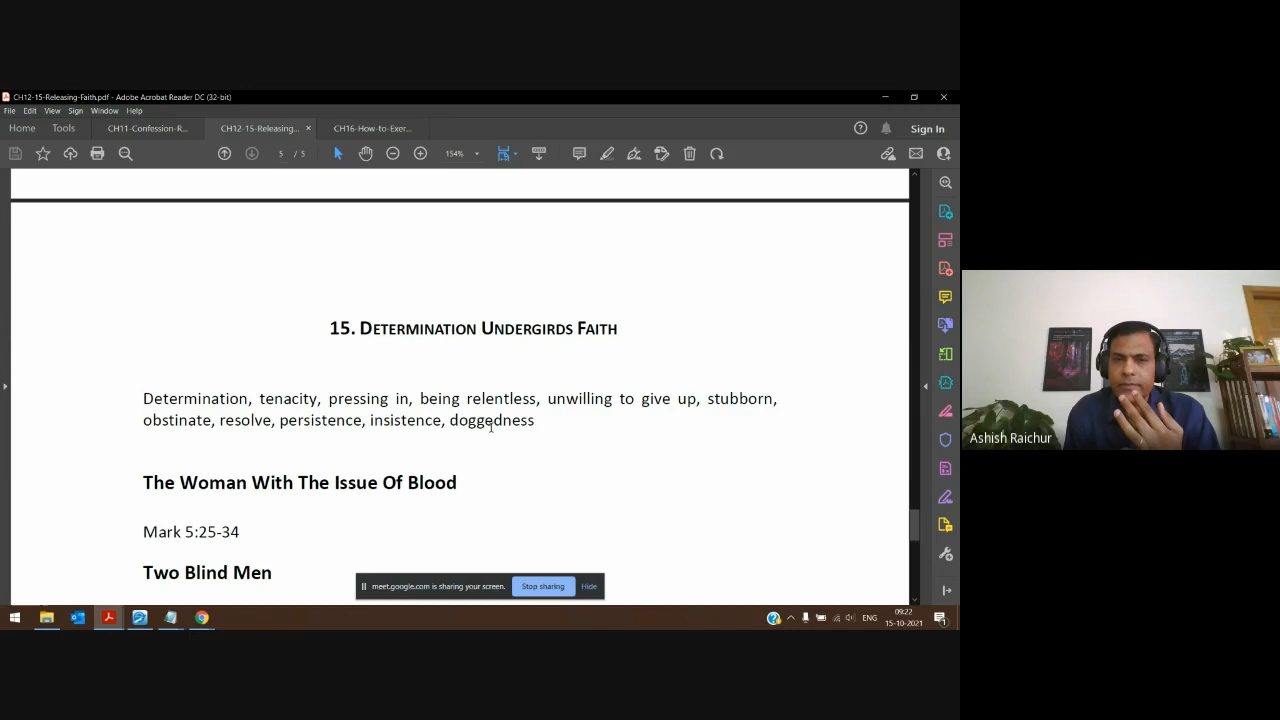 CH12-15-Releasing-Faith.pdf - Adobe Acrobat Reader DC (32-bit)
File Edit View Sign Window Help
Home Tools CH11-Confession-R... CH12-15-Releasing... × CH16-How-to-Exer... Sign In
5 / 5 154%
15. DETERMINATION UNDERGIRDS FAITH
Determination, tenacity, pressing in, being relentless, unwilling to give up, stubborn,
obstinate, resolve, persistence, insistence, doggedness
The Woman With The Issue Of Blood
Mark 5:25-34
Two Blind Men
meet.google.com is sharing your screen. Stop sharing Hide
Ashish Raichur
ENG 09:22
15-10-2021